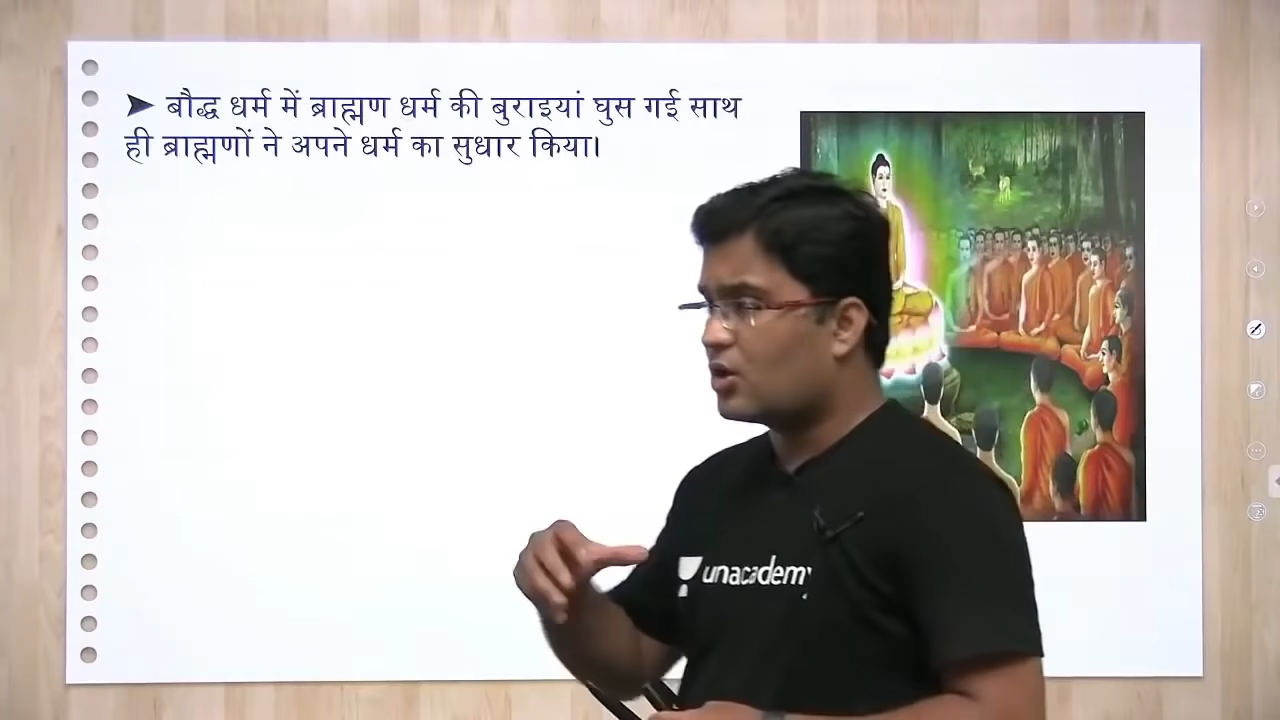 ➤ बौद्ध धर्म में ब्राह्मण धर्म की बुराइयां घुस गई साथ
ही ब्राह्मणों ने अपने धर्म का सुधार किया।
unacademy